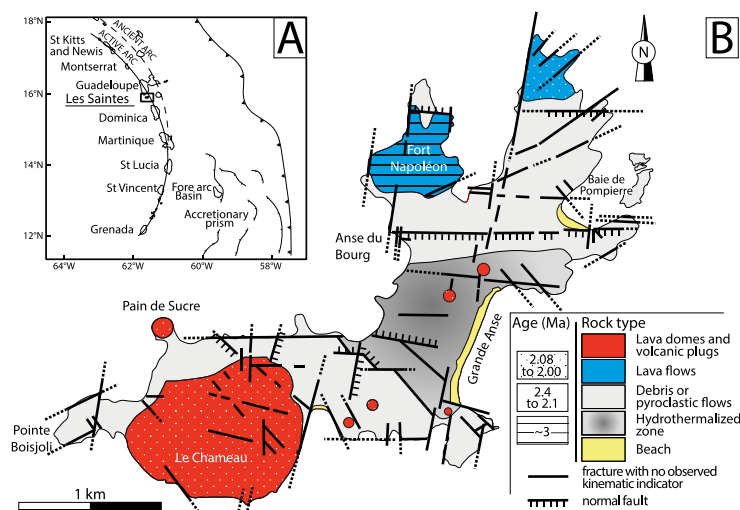 18°N
16°N
14°N
12°N
64°W
62°W
60°W
58°W
A
ANCIENT ARC
ACTIVE ARC
St Kitts
and Newis
Montserrat
Guadeloupe
Les Saintes
Dominica
Martinique
St Lucia
St Vincent
Grenada
Fore arc
Basin
Accretionary
prism
B
N
Fort
Napoléon
Baie de
Pompierre
Anse du
Bourg
Pain de Sucre
Grande Anse
Pointe
Boisjoli
Le Chameau
1 km
Age (Ma)
Rock type
2.08
to 2.00
2.4
to 2.1
~3
Lava domes and
volcanic plugs
Lava flows
Debris or
pyroclastic flows
Hydrothermalized
zone
Beach
fracture with no observed
kinematic indicator
normal fault